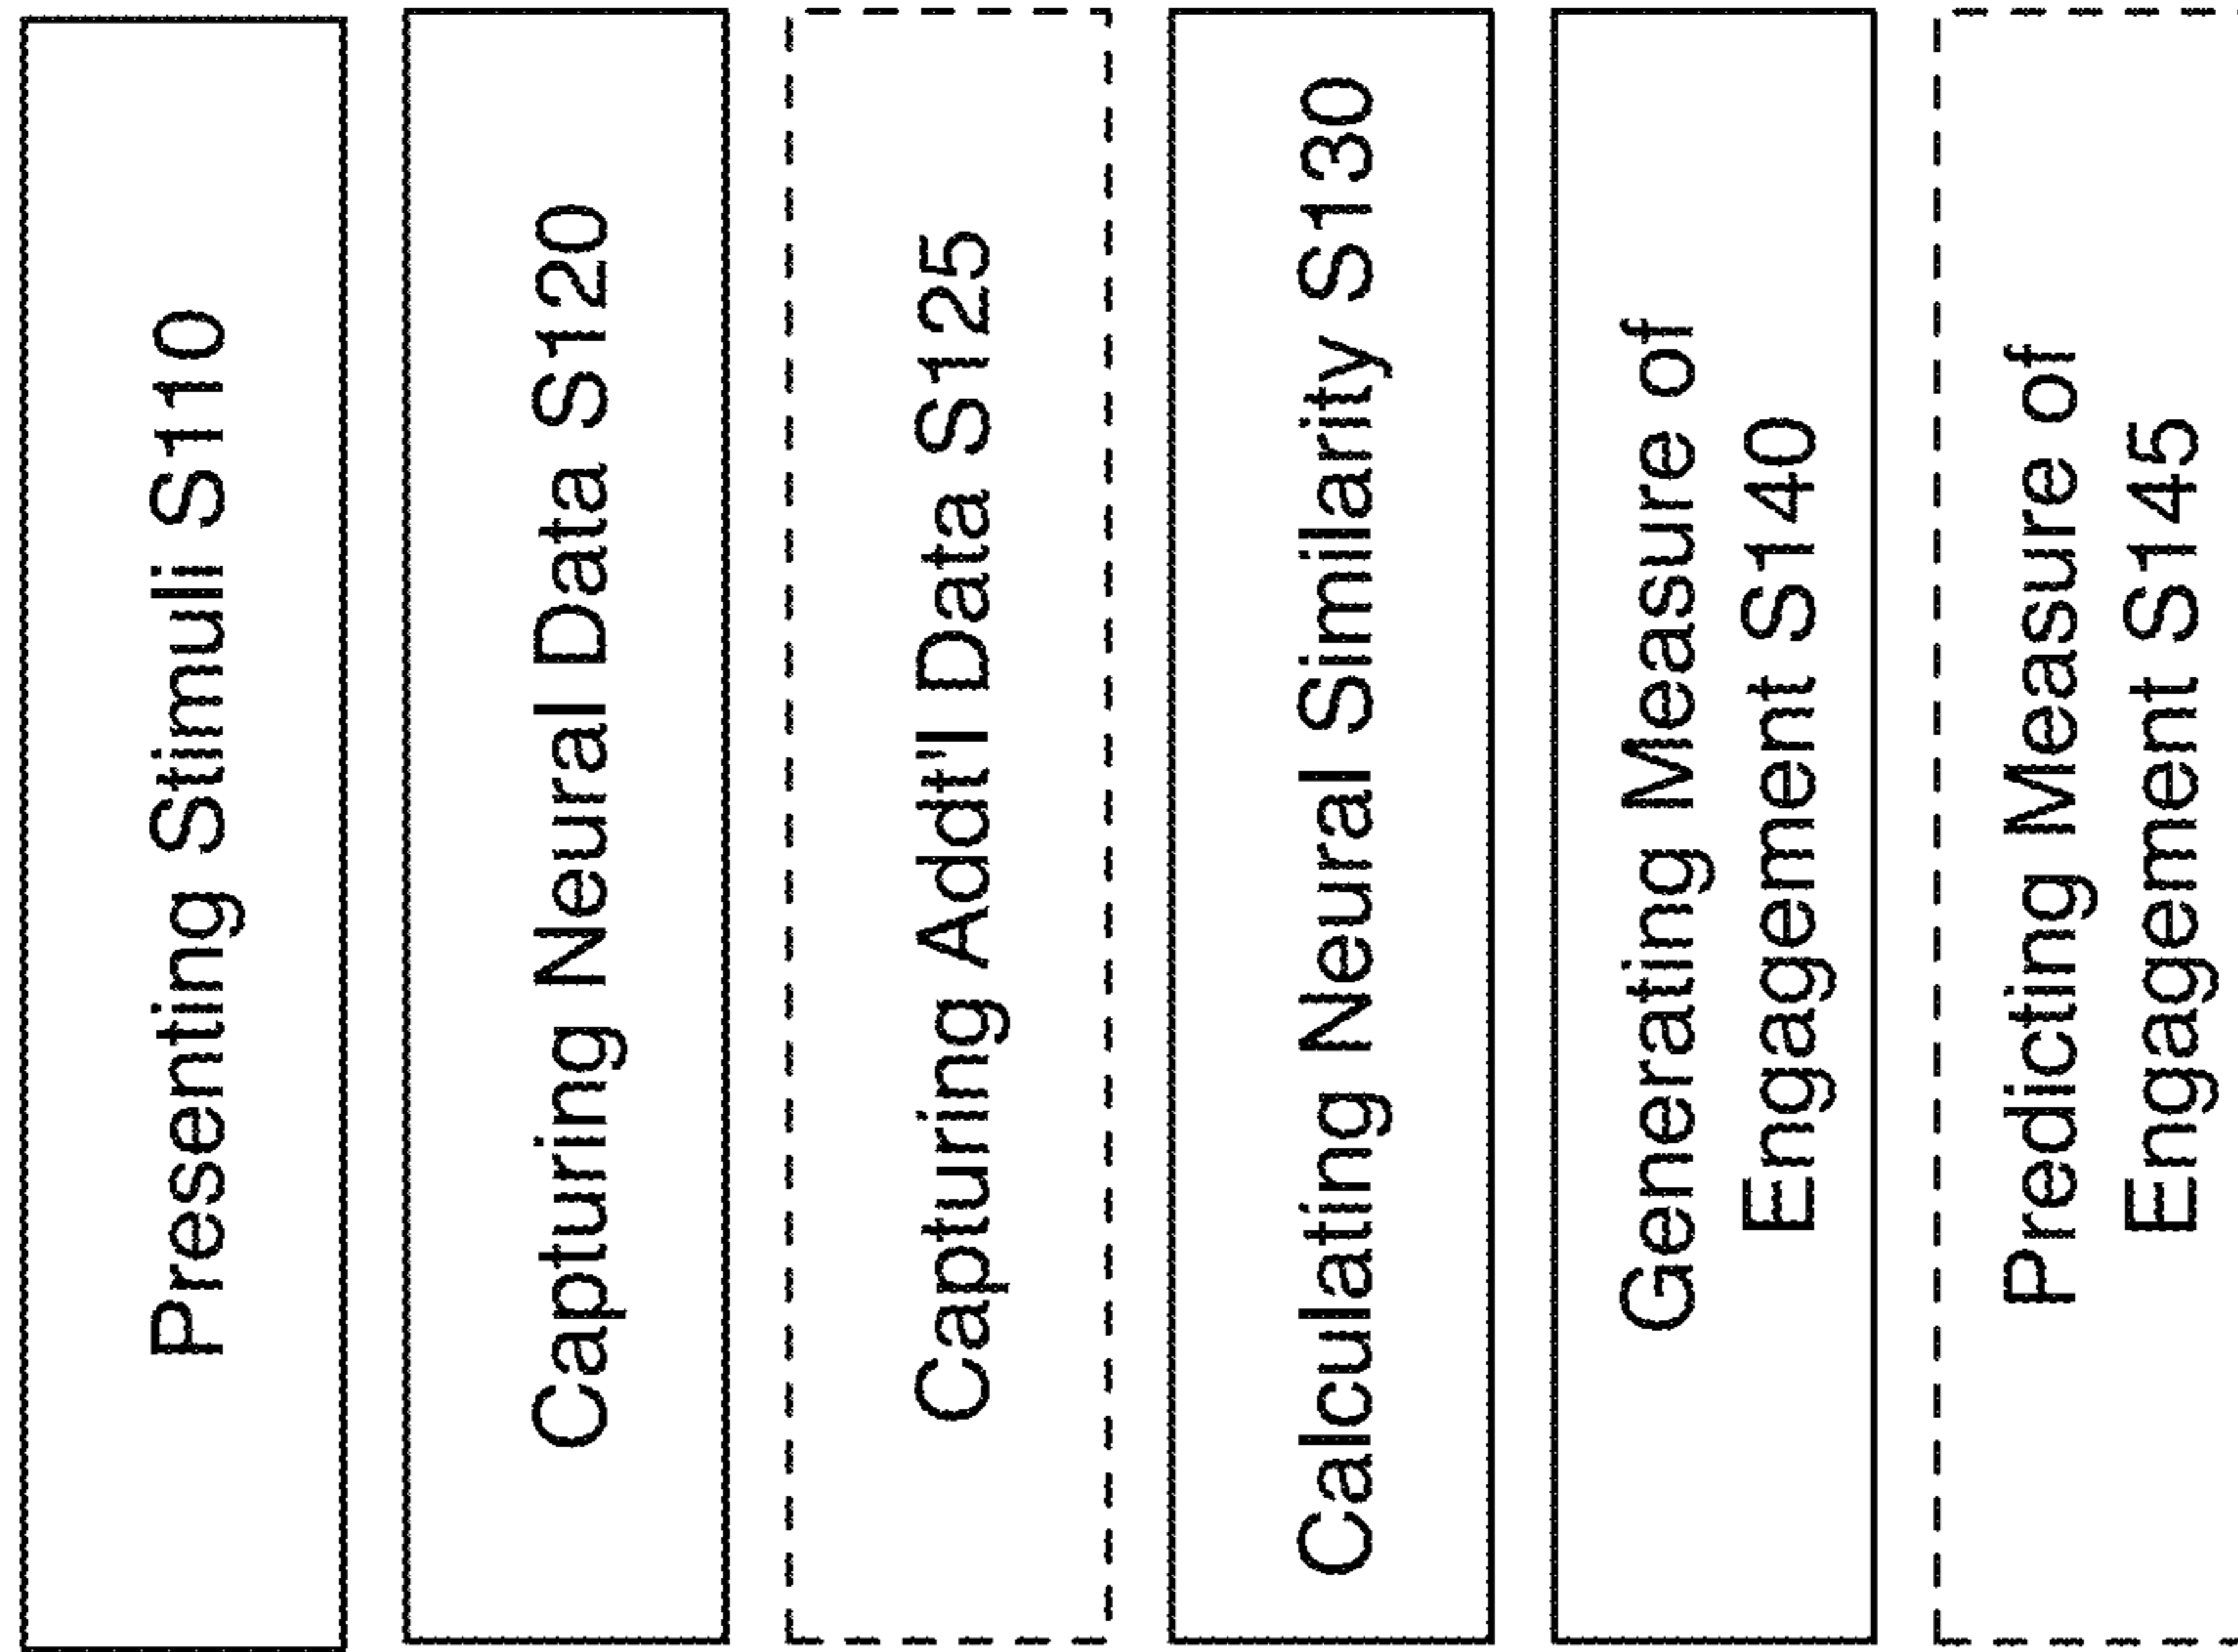 Presenting Stimuli S110
Capturing Neural Data S120
Capturing Addt'l Data S125
Calculating Neural Similarity S130
Generating Measure of
Engagement S140
Predicting Measure of
Engagement S145